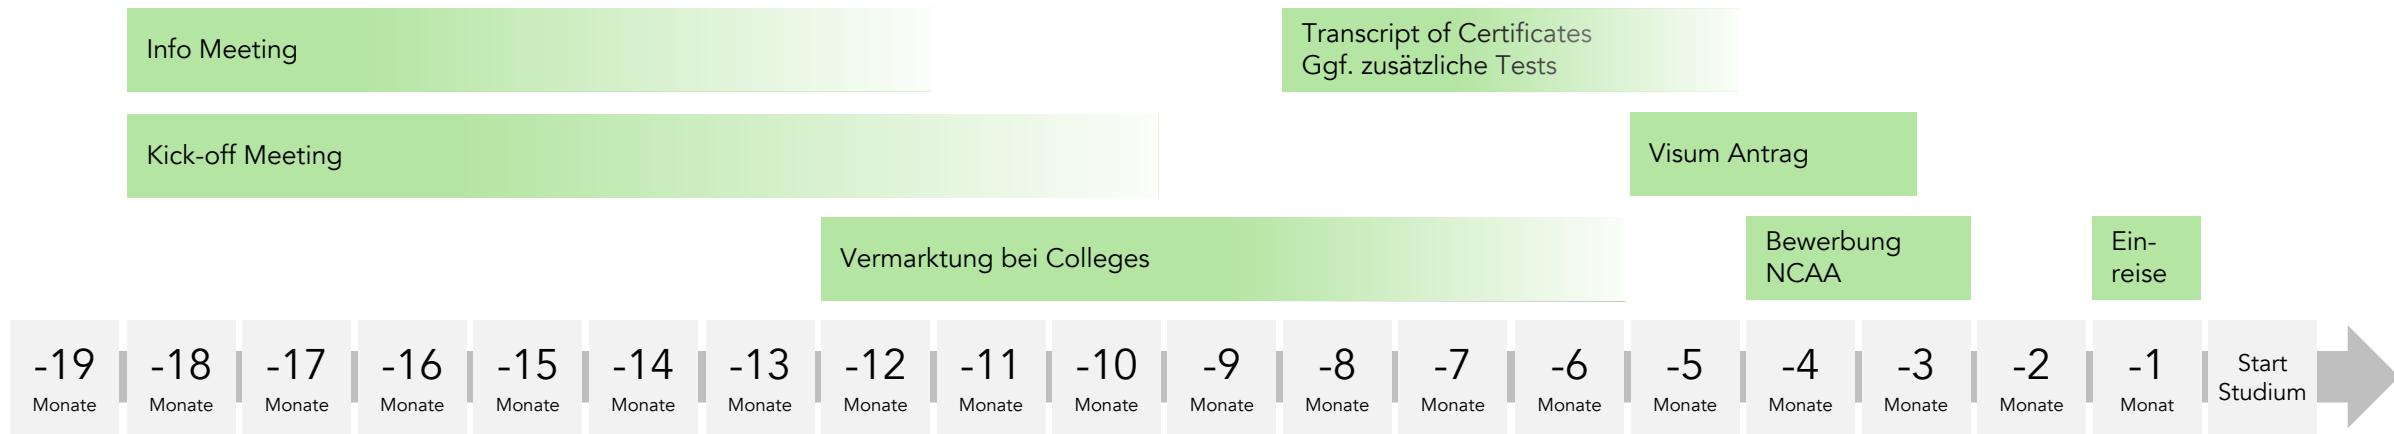 Info Meeting
Transcript of Certificates
Ggf. zusätzliche Tests
Kick-off Meeting
Visum Antrag
Vermarktung bei Colleges
Bewerbung
NCAA
Ein-
reise
-19
Monate
-18
Monate
-17
Monate
-16
Monate
-15
Monate
-14
Monate
-13
Monate
-12
Monate
-11
Monate
-10
Monate
-9
Monate
-8
Monate
-7
Monate
-6
Monate
-5
Monate
-4
Monate
-3
Monate
-2
Monate
-1
Monat
Start
Studium